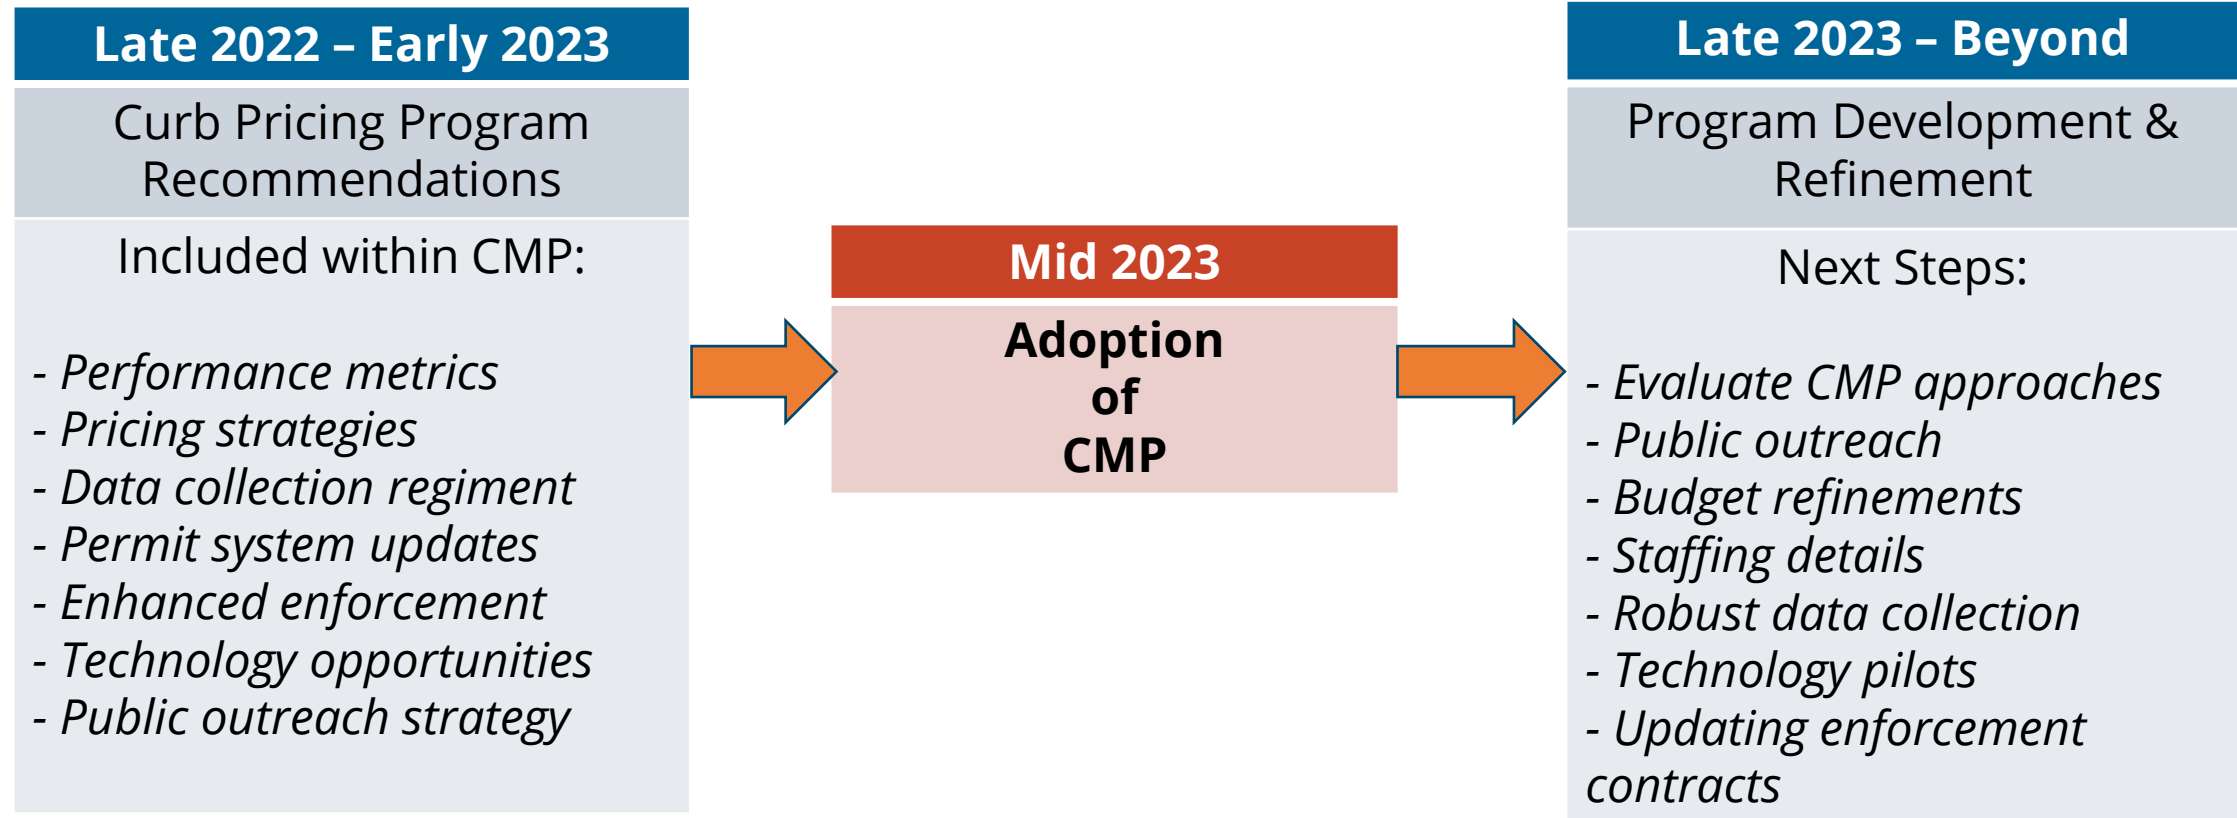 Late 2022 – Early 2023
Curb Pricing Program
Recommendations
Included within CMP:
- Performance metrics
- Pricing strategies
- Data collection regiment
- Permit system updates
- Enhanced enforcement
- Technology opportunities
- Public outreach strategy
Mid 2023
Adoption
of
CMP
Late 2023 – Beyond
Program Development &
Refinement
Next Steps:
- Evaluate CMP approaches
- Public outreach
- Budget refinements
- Staffing details
- Robust data collection
- Technology pilots
- Updating enforcement
contracts